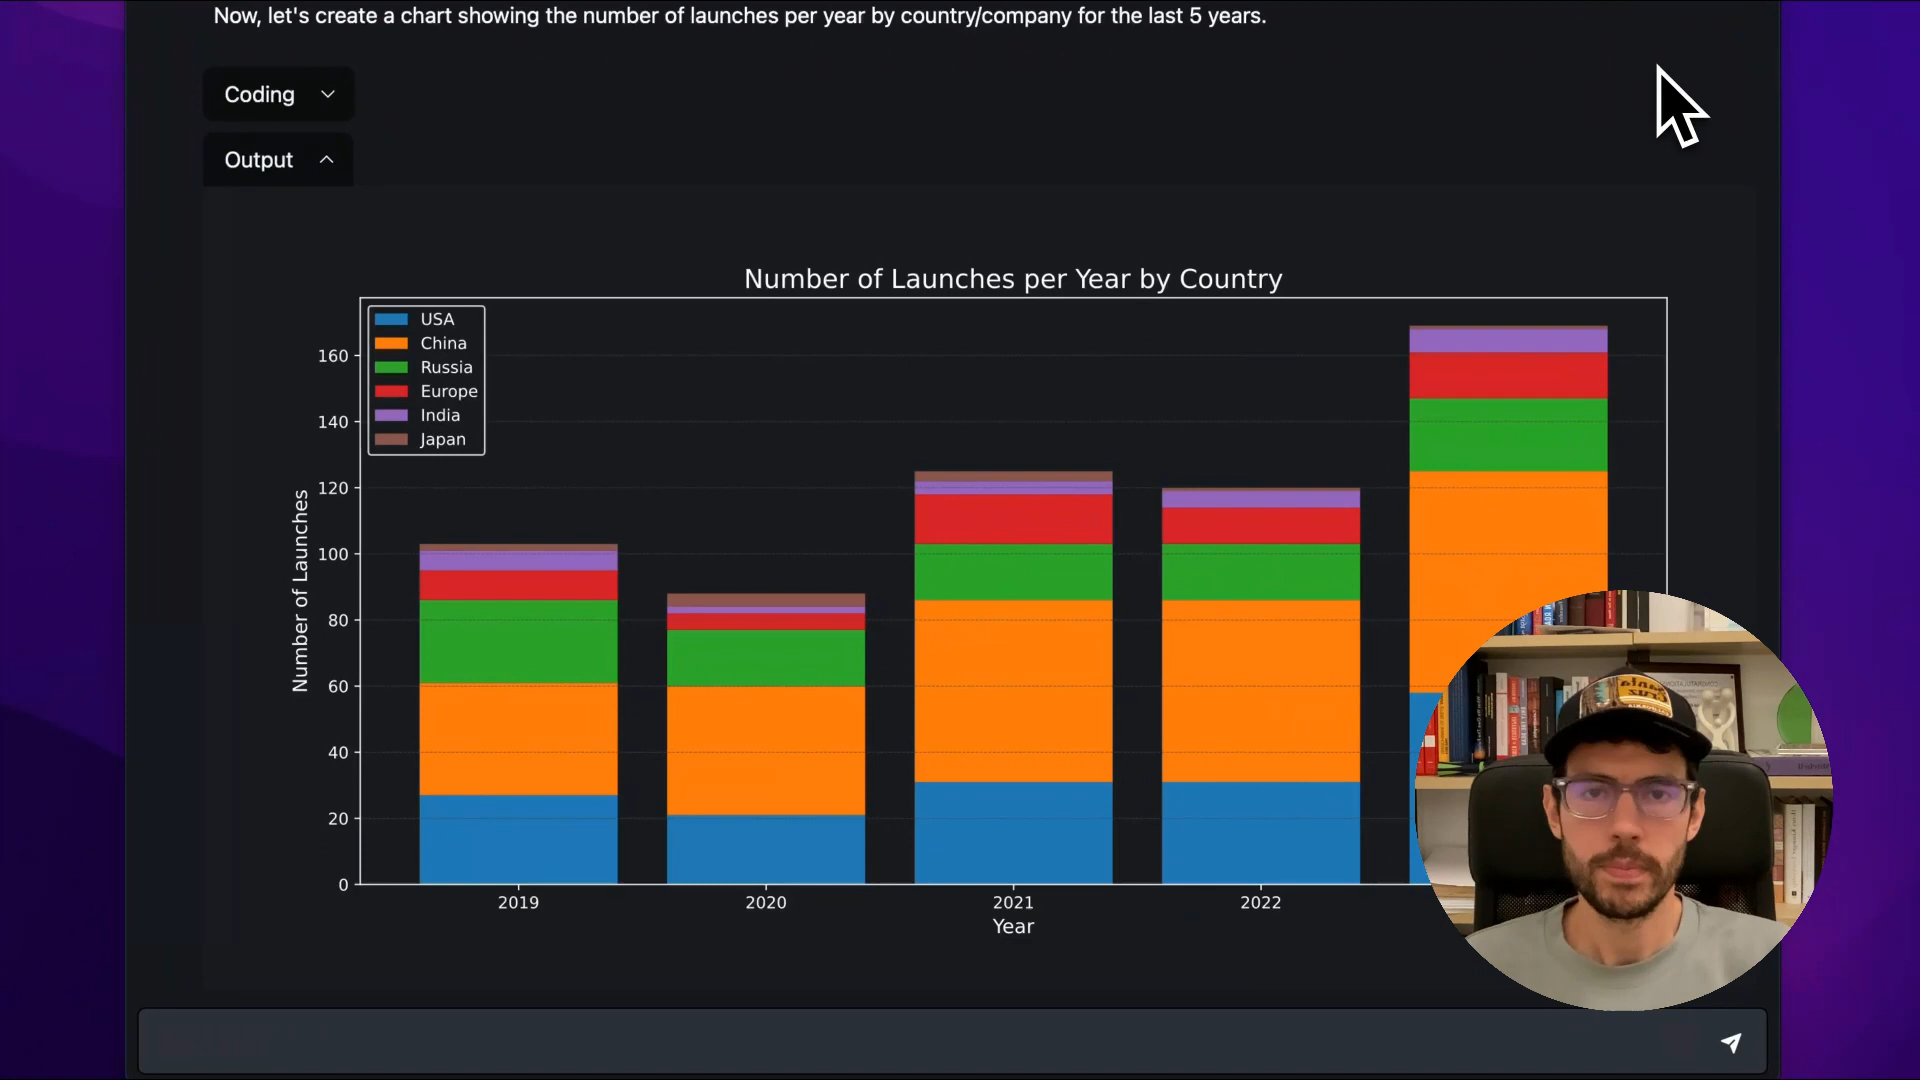 Now, let's create a chart showing the number of launches per year by country/company for the last 5 years.
Coding
Output
Number of Launches per Year by Country
USA
China
Russia
Europe
India
Japan
Number of Launches
160
140
120
100
80
60
40
20
0
2019
2020
2021
2022
Year